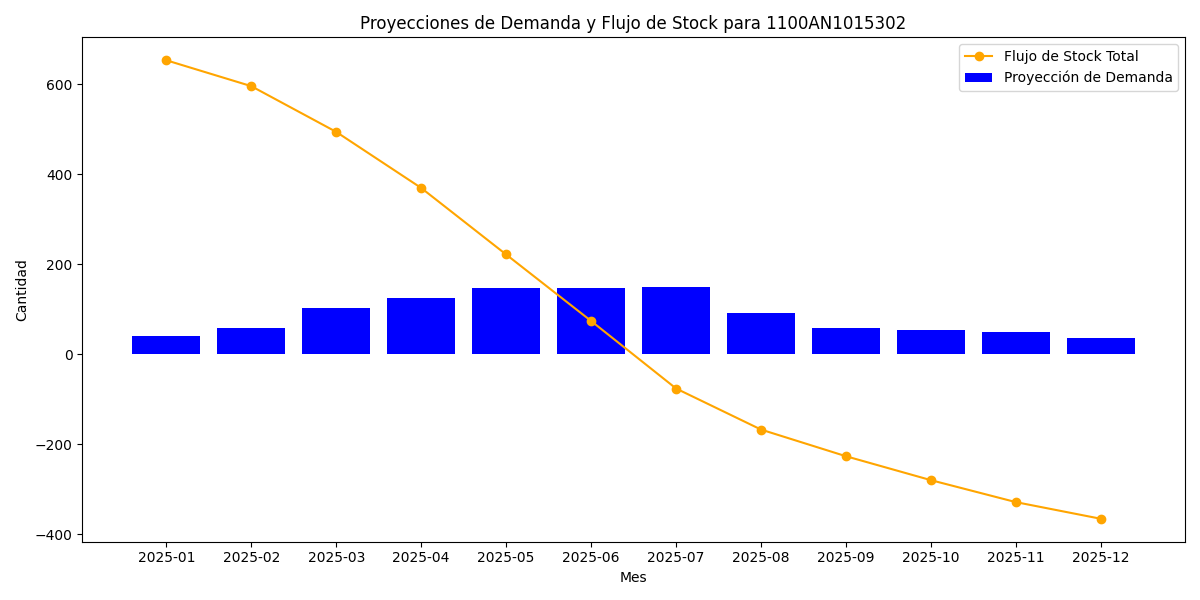 Proyecciones de Demanda y Flujo de Stock para 1100AN1015302
Flujo de Stock Total
Proyección de Demanda
Cantidad
600
400
200
0
−200
−400
2025-01 2025-02 2025-03 2025-04 2025-05 2025-06 2025-07 2025-08 2025-09 2025-10 2025-11 2025-12
Mes